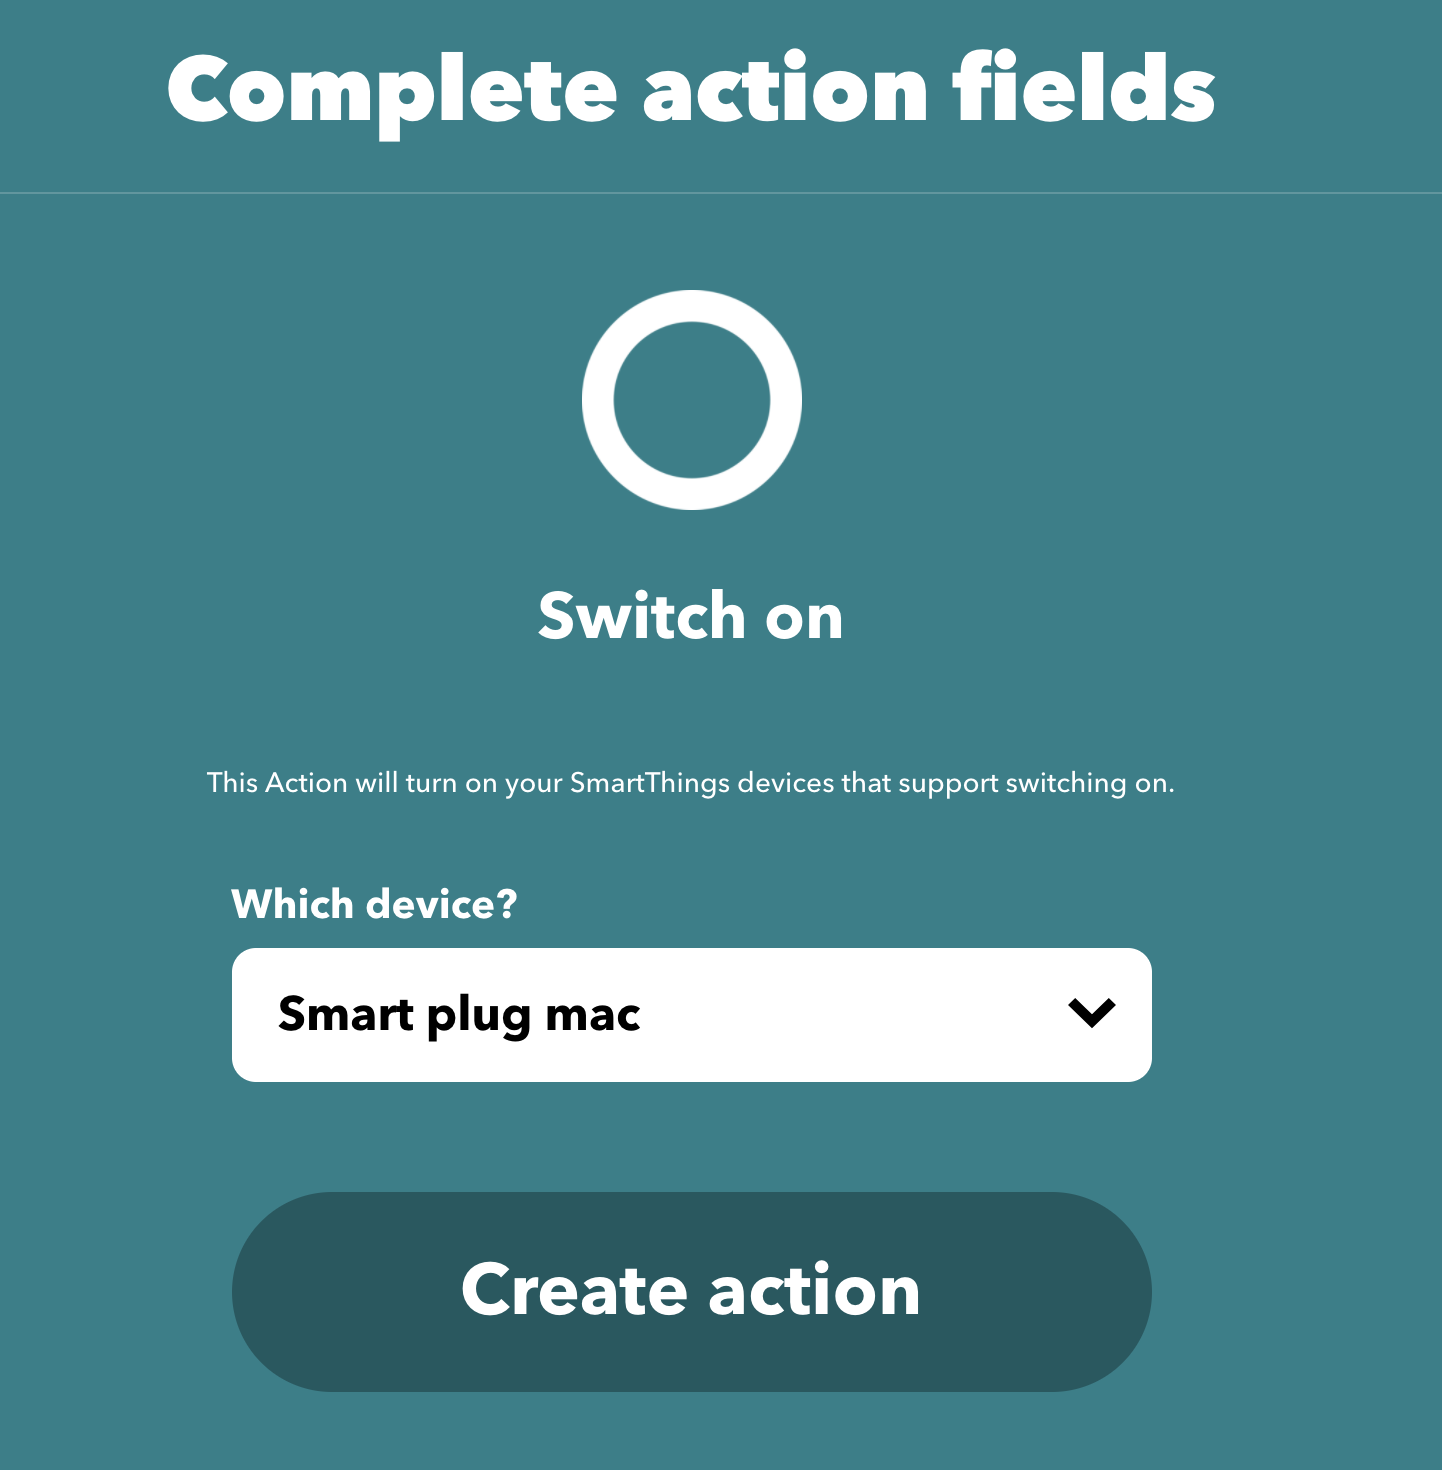 Complete action fields
Switch on
This Action will turn on your SmartThings devices that support switching on.
Which device?
Smart plug mac
Create action